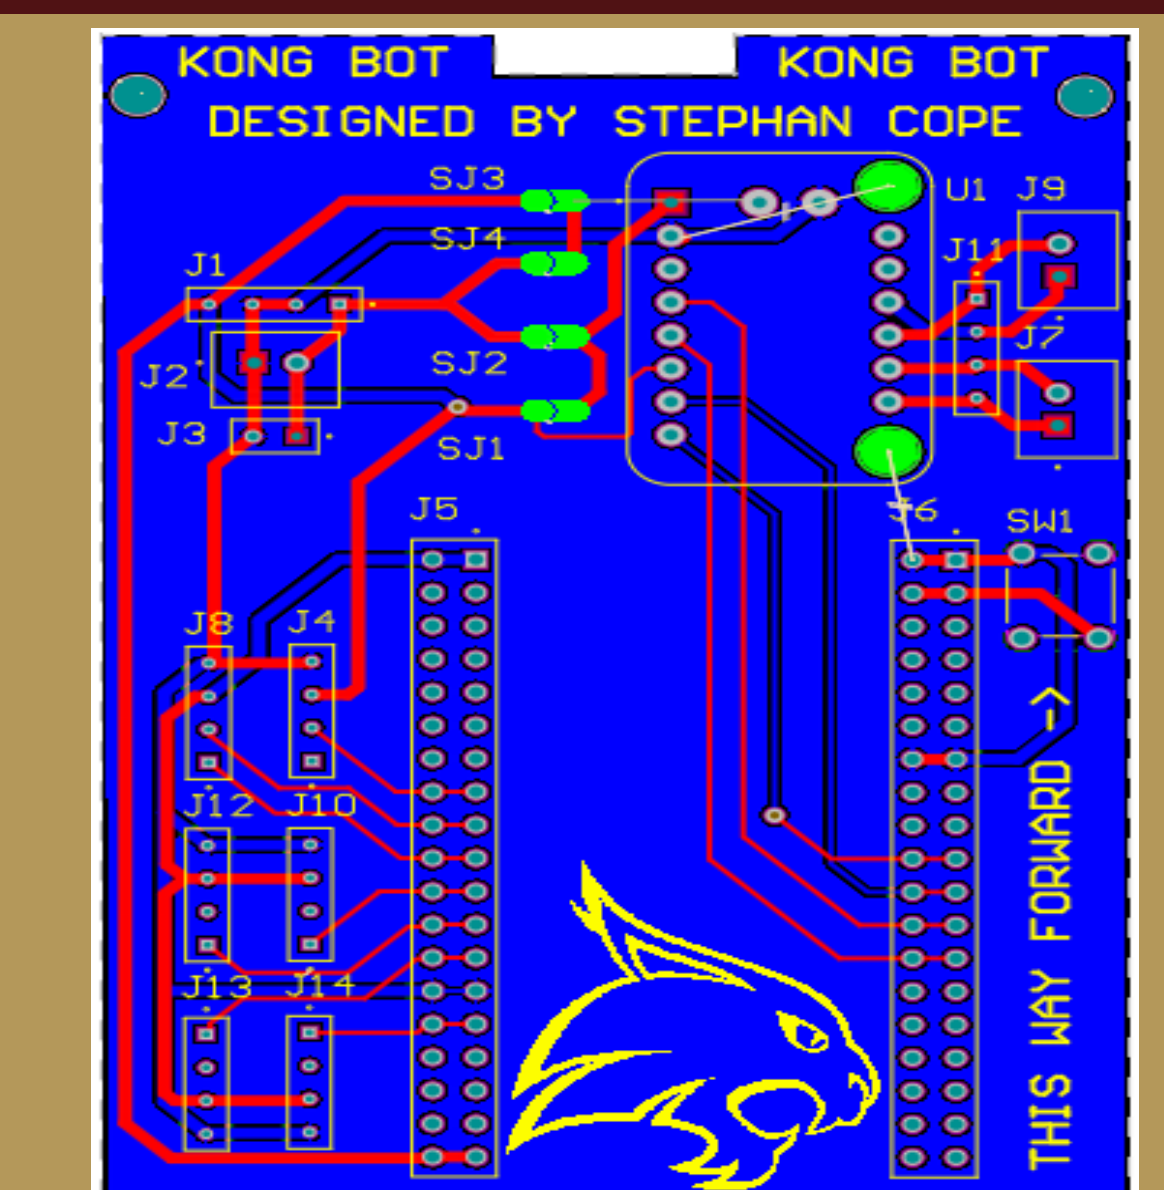 KONG BOT
KONG BOT
DESIGNED BY STEPHAN COPE
SJ3
U1
J9
SJ4
J11
J1
J7
SJ2
J2
J3
SJ1
J5
J6
SW1
J8
J4
J12
J10
J13
J14
THIS WAY FORWARD ->